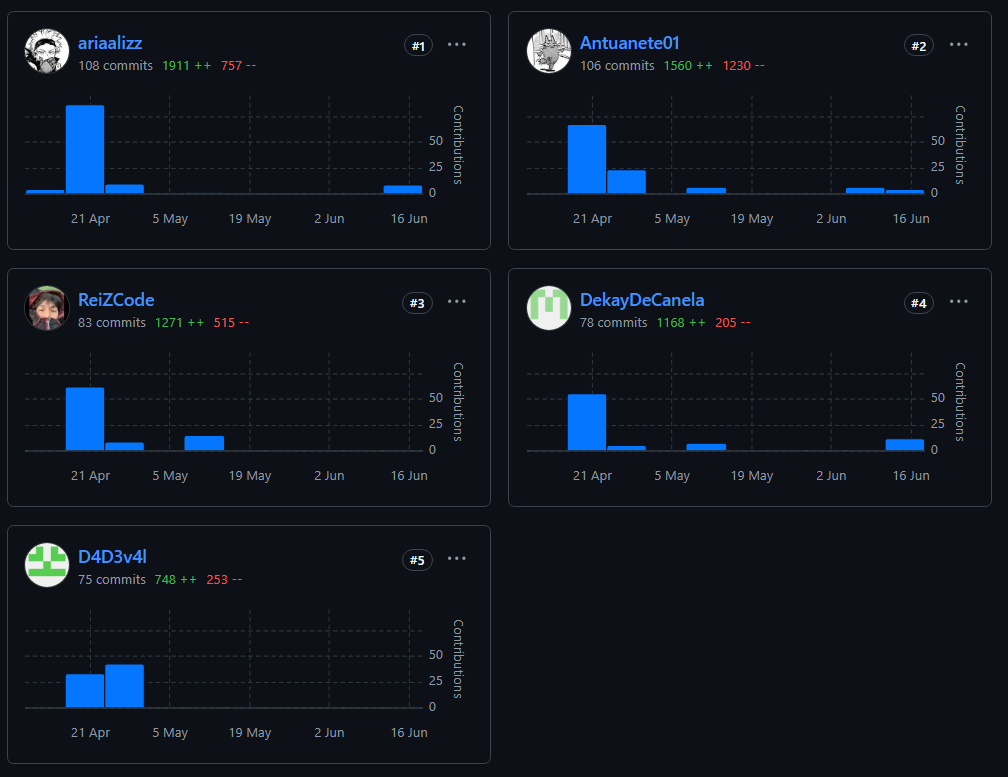 ariaalizz #1 ···
108 commits 1911 ++ 757 --
Contributions
50
25
0
21 Apr 5 May 19 May 2 Jun 16 Jun
Antuanete01 #2 ···
106 commits 1560 ++ 1230 --
Contributions
50
25
0
21 Apr 5 May 19 May 2 Jun 16 Jun
ReiZCode #3 ···
83 commits 1271 ++ 515 --
Contributions
50
25
0
21 Apr 5 May 19 May 2 Jun 16 Jun
DekayDeCanela #4 ···
78 commits 1168 ++ 205 --
Contributions
50
25
0
21 Apr 5 May 19 May 2 Jun 16 Jun
D4D3v4l #5 ···
75 commits 748 ++ 253 --
Contributions
50
25
0
21 Apr 5 May 19 May 2 Jun 16 Jun